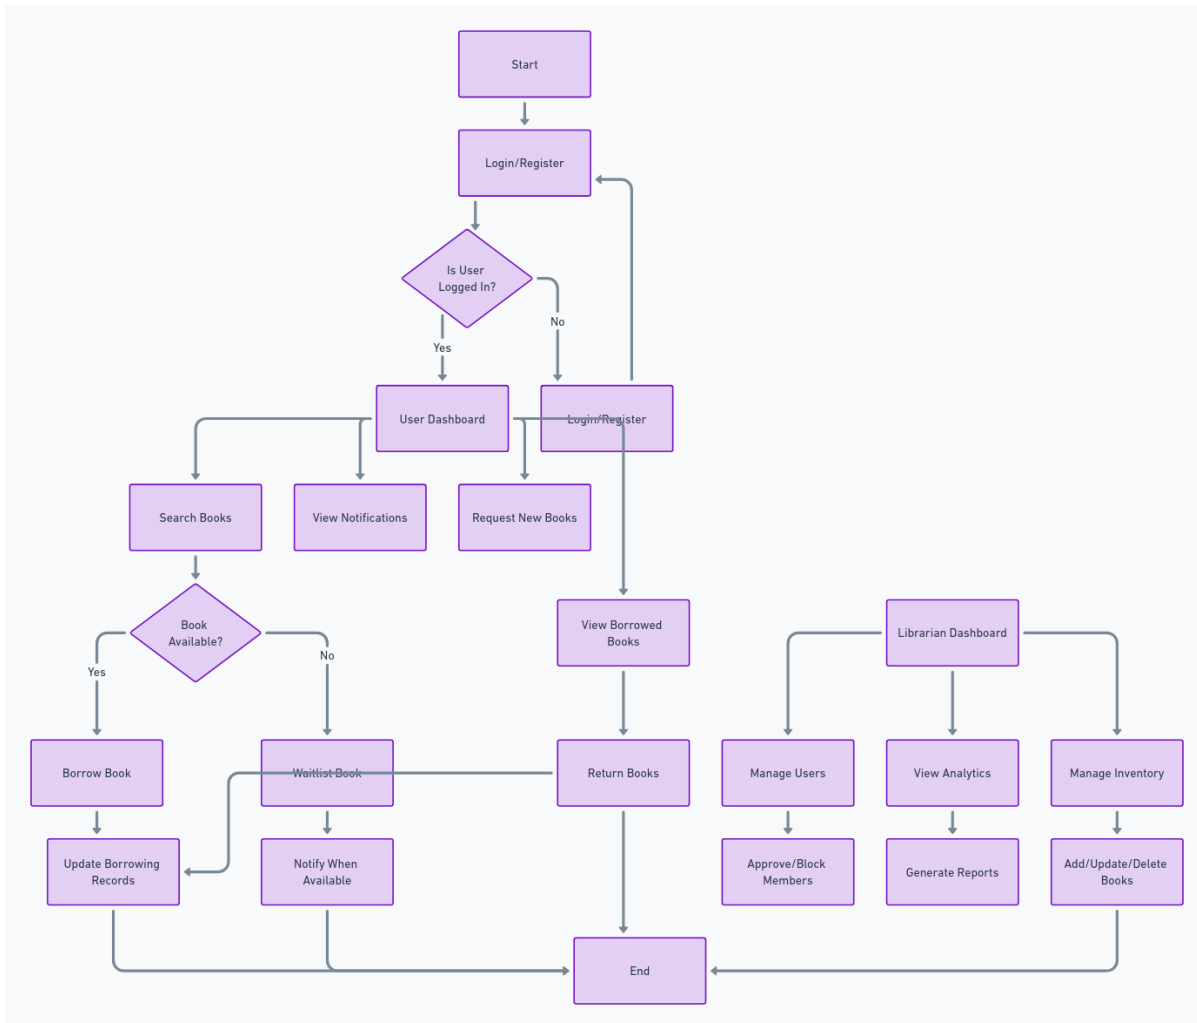 Start
Login/Register
Is User
Logged In?
No
Yes
User Dashboard
Login/Register
Search Books
View Notifications
Request New Books
Book
Available?
View Borrowed
Books
Librarian Dashboard
No
Yes
Borrow Book
Waitlist Book
Return Books
Manage Users
View Analytics
Manage Inventory
Update Borrowing
Records
Notify When
Available
Approve/Block
Members
Generate Reports
Add/Update/Delete
Books
End